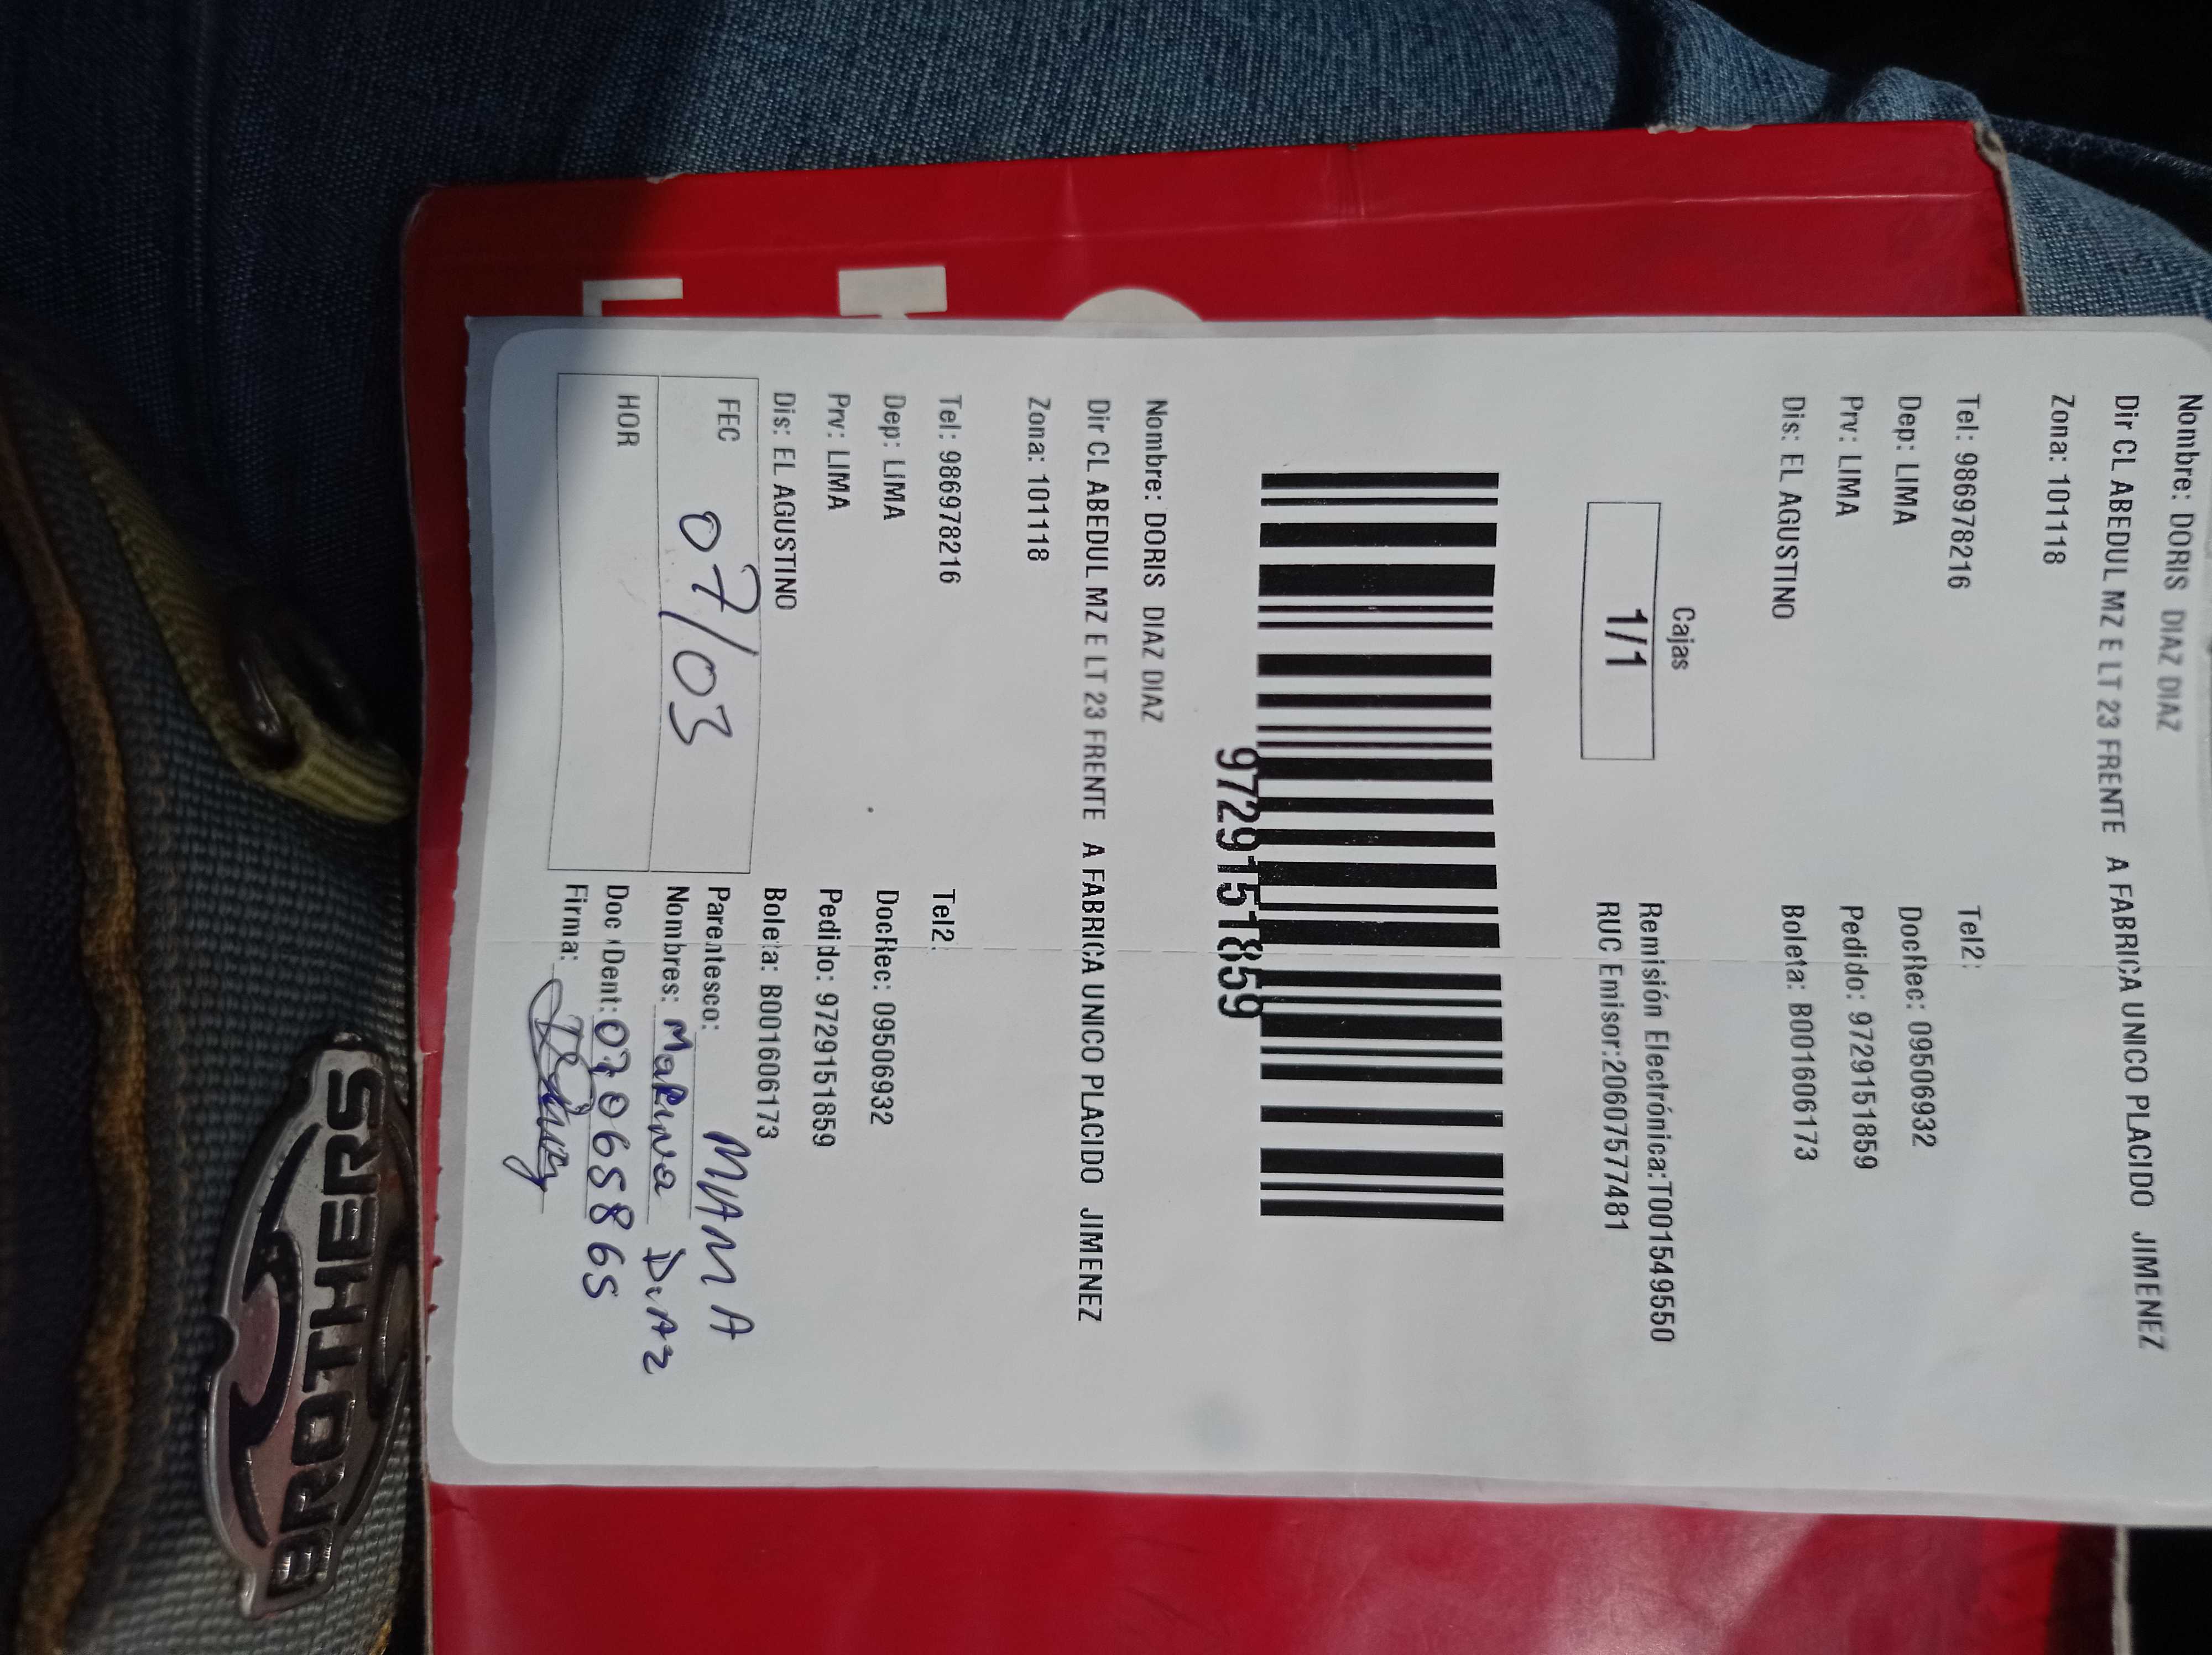 Nombre: DORIS DIAZ DIAZ
Dir CL ABEDUL MZ E LT 23 FRENTE A FABRICA UNICO PLACIDO JIMENEZ
Zona: 101118
Tel: 986978216 Tel2:
Dep: LIMA DocRec: 09506932
Prv: LIMA Pedido: 9729151859
Dis: EL AGUSTINO Boleta: B001606173
Cajas
1/1
Remisión Electrónica:T001549550
RUC Emisor:20607577481
9729151859
Nombre: DORIS DIAZ DIAZ
Dir CL ABEDUL MZ E LT 23 FRENTE A FABRICA UNICO PLACIDO JIMENEZ
Zona: 101118
Tel: 986978216 Tel2:
Dep: LIMA DocRec: 09506932
Prv: LIMA Pedido: 9729151859
Dis: EL AGUSTINO Boleta: B001606173
FEC 07/03
HOR
Parentesco: MAMA
Nombres: Marina Diaz
Doc iDent: 07065865
Firma:
BROTHERS